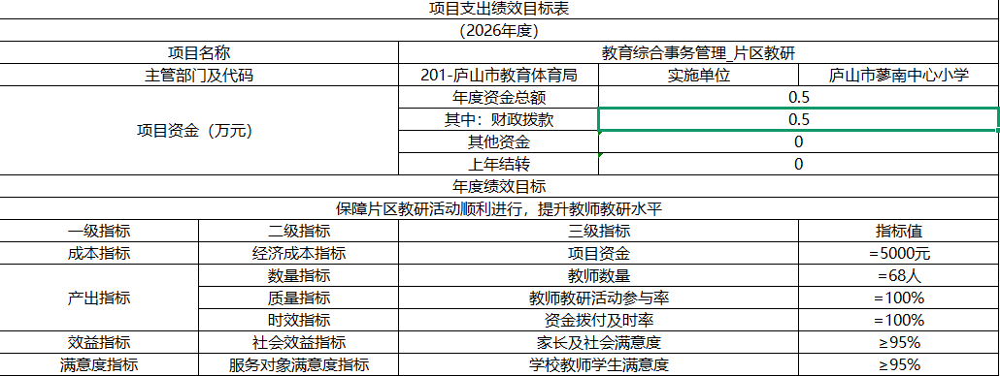 项目支出绩效目标表
（2026年度）
项目名称 教育综合事务管理_片区教研
主管部门及代码 201-庐山市教育体育局 实施单位 庐山市蓼南中心小学
项目资金（万元） 年度资金总额 0.5
其中：财政拨款 0.5
其他资金 0
上年结转 0
年度绩效目标
保障片区教研活动顺利进行，提升教师教研水平
一级指标 二级指标 三级指标 指标值
成本指标 经济成本指标 项目资金 =5000元
产出指标 数量指标 教师数量 =68人
质量指标 教师教研活动参与率 =100%
时效指标 资金拨付及时率 =100%
效益指标 社会效益指标 家长及社会满意度 ≥95%
满意度指标 服务对象满意度指标 学校教师学生满意度 ≥95%